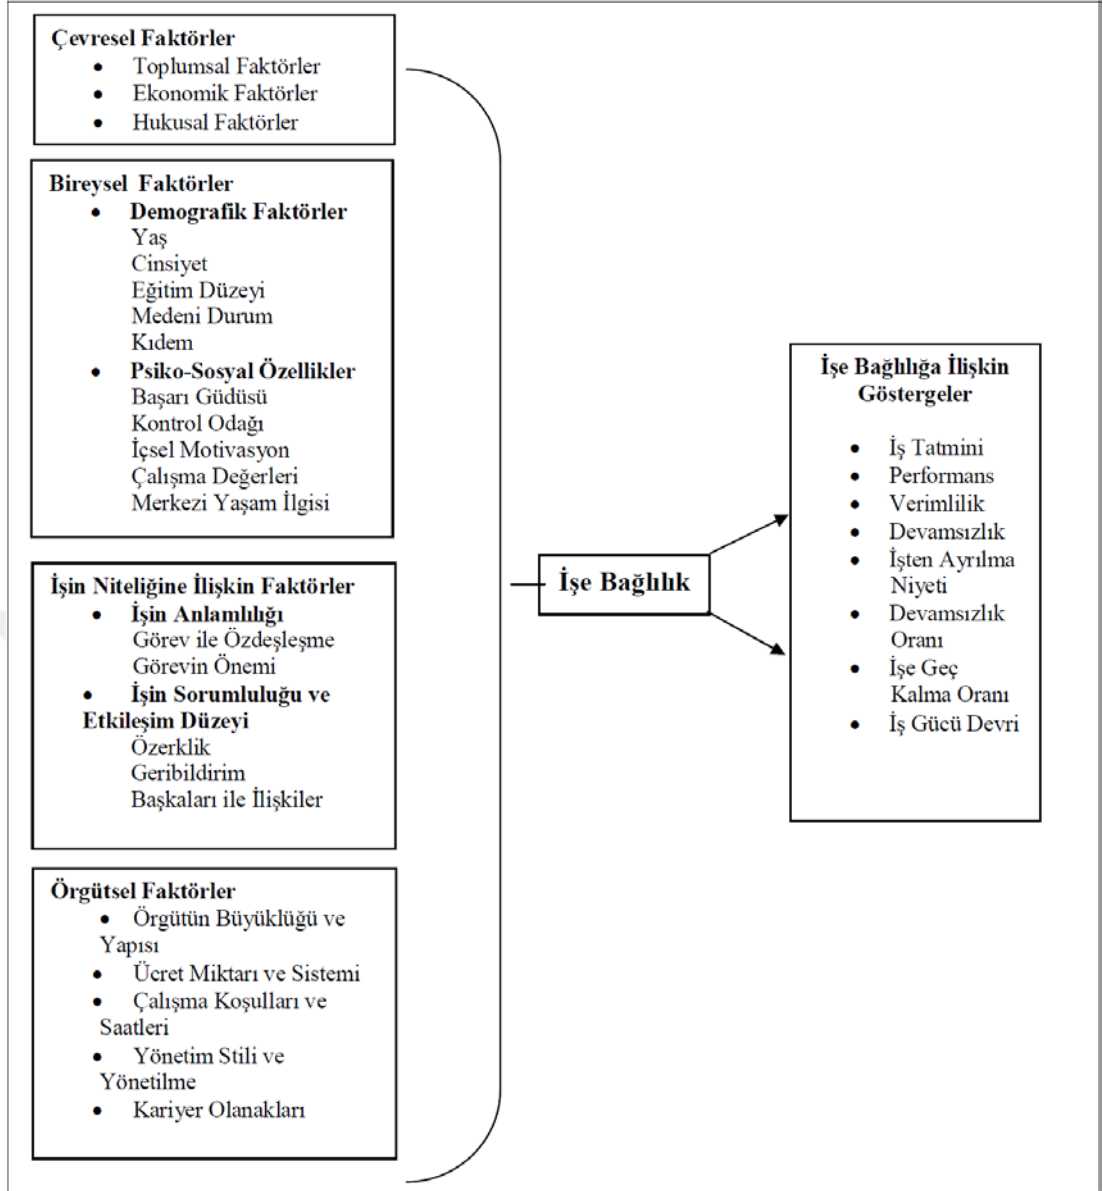 Çevresel Faktörler
• Toplumsal Faktörler
• Ekonomik Faktörler
• Hukusal Faktörler
Bireysel Faktörler
• Demografik Faktörler
Yaş
Cinsiyet
Eğitim Düzeyi
Medeni Durum
Kıdem
• Psiko-Sosyal Özellikler
Başarı Güdüsü
Kontrol Odağı
İçsel Motivasyon
Çalışma Değerleri
Merkezi Yaşam İlgisi
İşin Niteliğine İlişkin Faktörler
• İşin Anlamlılığı
Görev ile Özdeşleşme
Görevin Önemi
• İşin Sorumluluğu ve
Etkileşim Düzeyi
Özerklik
Geribildirim
Başkaları ile İlişkiler
Örgütsel Faktörler
• Örgütün Büyüklüğü ve
Yapısı
• Ücret Miktarı ve Sistemi
• Çalışma Koşulları ve
Saatleri
• Yönetim Stili ve
Yönetilme
• Kariyer Olanakları
İşe Bağlılık
İşe Bağlılığa İlişkin
Göstergeler
• İş Tatmini
• Performans
• Verimlilik
• Devamsızlık
• İşten Ayrılma
Niyeti
• Devamsızlık
Oranı
• İşe Geç
Kalma Oranı
• İş Gücü Devri